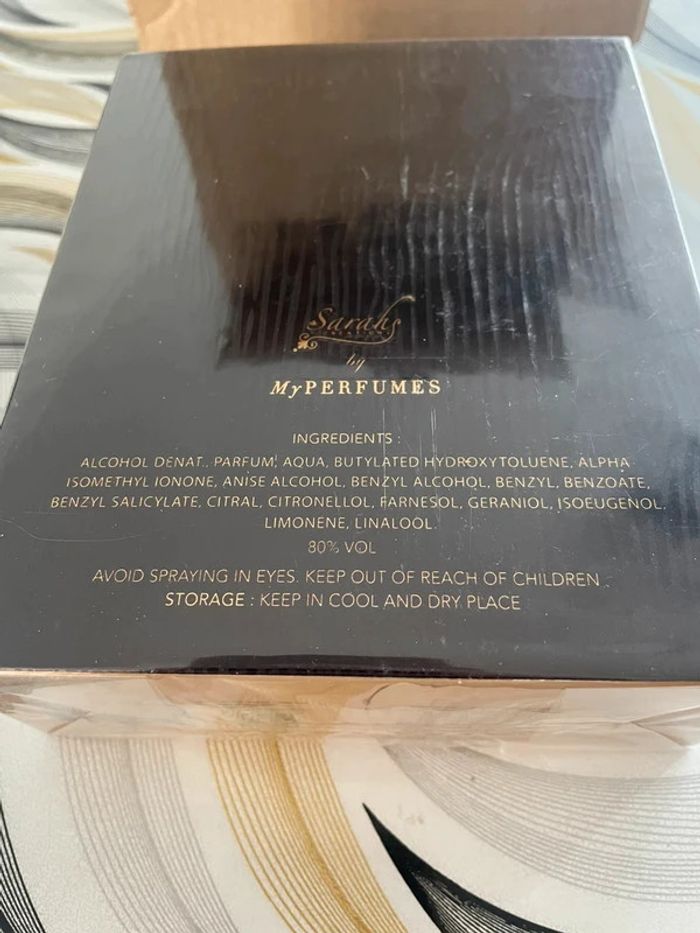 Sarahs
CREATIONS
by
MyPERFUMES
INGREDIENTS :
ALCOHOL DENAT., PARFUM, AQUA, BUTYLATED HYDROXYTOLUENE, ALPHA-
ISOMETHYL IONONE, ANISE ALCOHOL, BENZYL ALCOHOL, BENZYL, BENZOATE,
BENZYL SALICYLATE, CITRAL, CITRONELLOL, FARNESOL, GERANIOL, ISOEUGENOL,
LIMONENE, LINALOOL.
80% VOL
AVOID SPRAYING IN EYES. KEEP OUT OF REACH OF CHILDREN.
STORAGE : KEEP IN COOL AND DRY PLACE